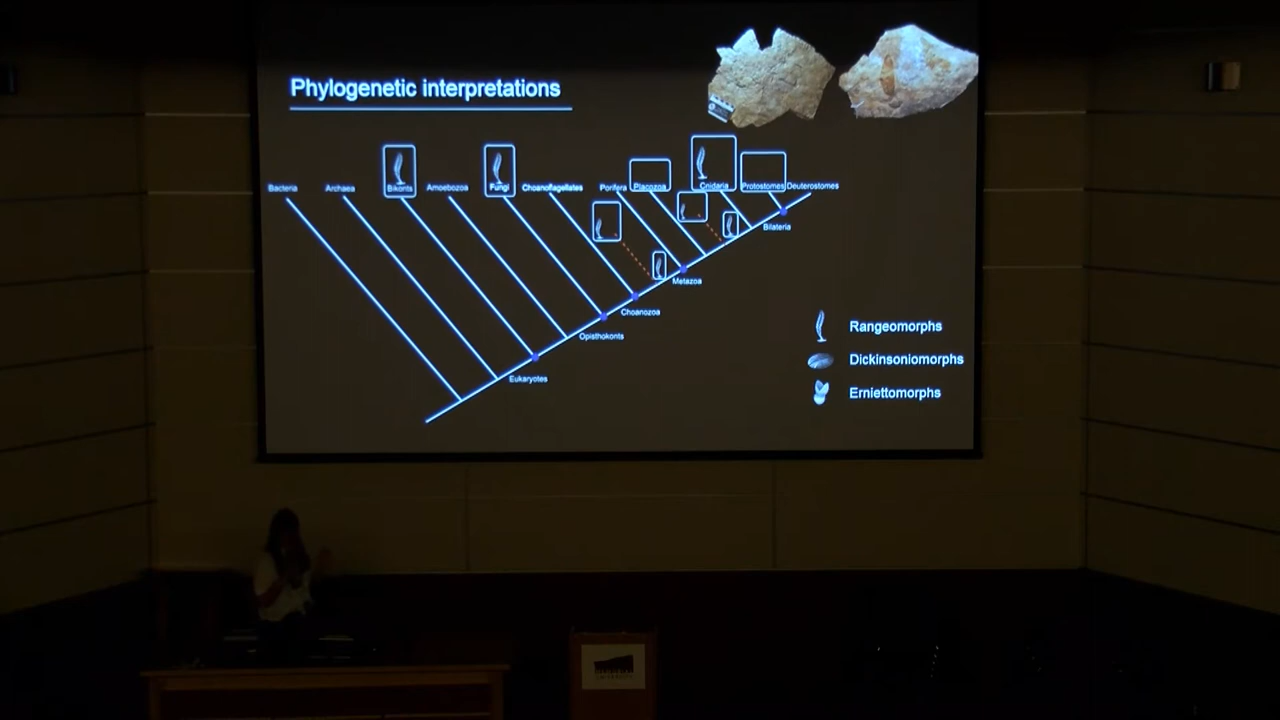 Phylogenetic interpretations
Bacteria Archaea Bikonts Amoebozoa Fungi Choanoflagellates Porifera Placozoa Cnidaria Protostomes Deuterostomes
Bilateria
Metazoa
Choanozoa
Opisthokonts
Eukaryotes
Rangeomorphs
Dickinsoniomorphs
Erniettomorphs